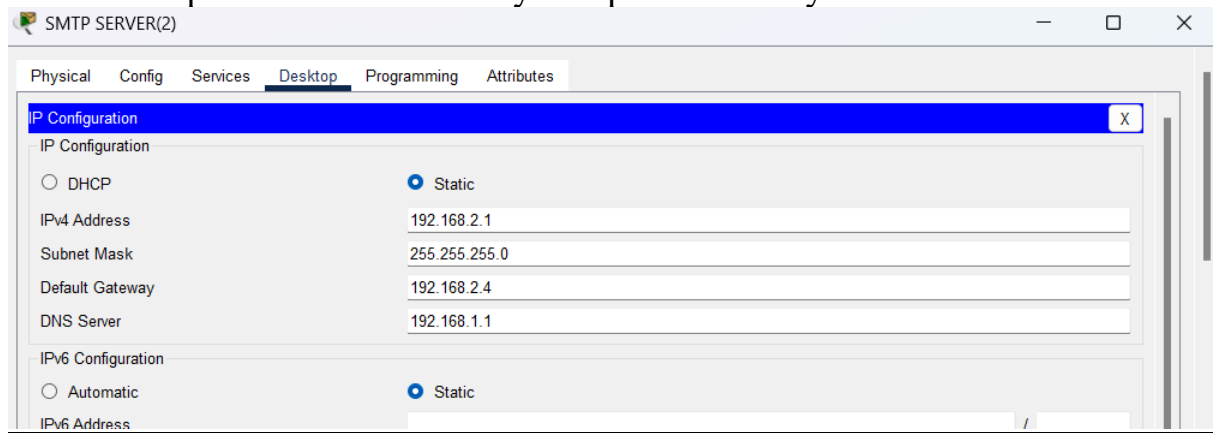 SMTP SERVER(2)
Physical Config Services Desktop Programming Attributes
IP Configuration X
IP Configuration
DHCP Static
IPv4 Address 192.168.2.1
Subnet Mask 255.255.255.0
Default Gateway 192.168.2.4
DNS Server 192.168.1.1
IPv6 Configuration
Automatic Static
IPv6 Address /